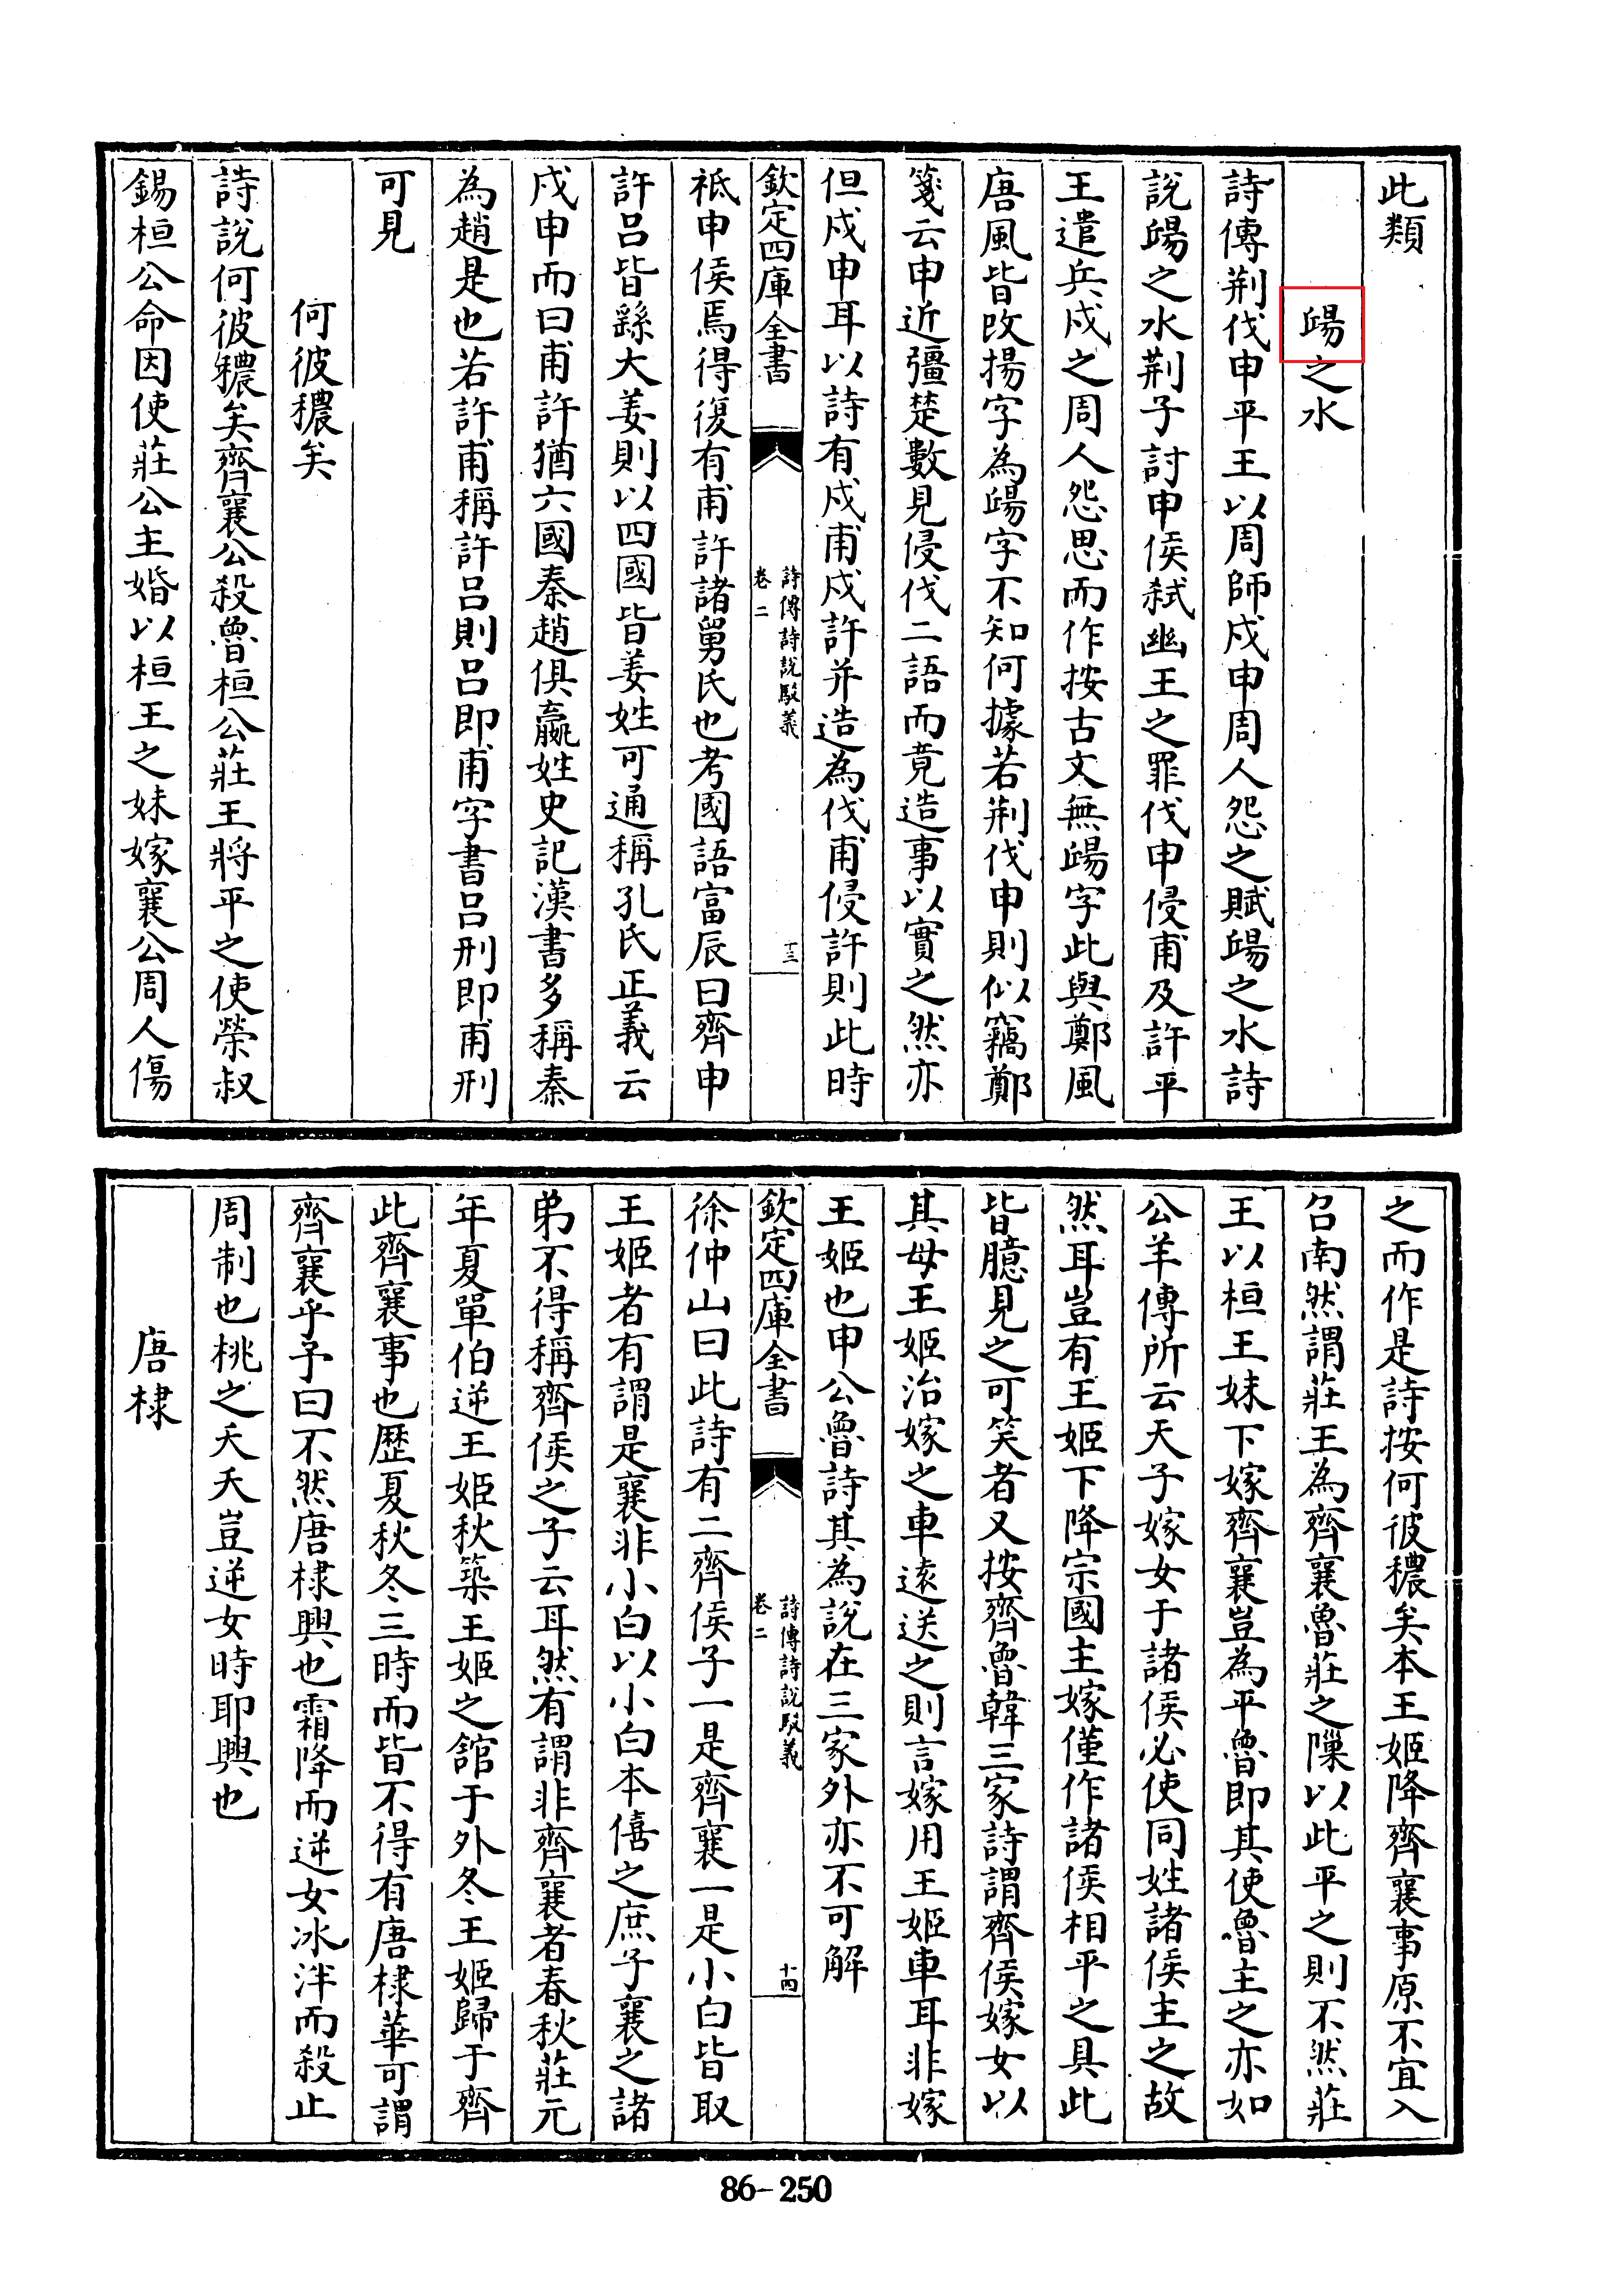 此類
之水
詩傳荆伐申平王以周師戍申周人怨之賦之水詩
說之水荆子討申侯弑幽王之罪伐申侵甫及許平
王遣兵戍之周人怨思而作按古文無字此與鄭風
唐風皆改揚字為字不知何據若荆伐申則似竊鄭
箋云申近彊楚數見侵伐二語而竟造事以實之然亦
但戍申耳以詩有戍甫戍許并造為伐甫侵許則此時
欽定四庫全書
詩傳詩說駁義
卷二
十三
祗申侯焉得復有甫許諸舅氏也考國語富辰曰齊申
許呂皆繇大姜則以四國皆姜姓可通稱孔氏正義云
戍申而曰甫許猶六國秦趙俱嬴姓史記漢書多稱秦
為趙是也若許甫稱許呂則呂即甫字書呂刑即甫刑
可見
何彼穠矣
詩說何彼穠矣齊襄公殺魯桓公莊王將平之使榮叔
錫桓公命因使莊公主婚以桓王之妹嫁襄公周人傷
之而作是詩按何彼穠矣本王姬降齊襄事原不宜入
召南然謂莊王為齊襄魯莊之隟以此平之則不然莊
王以桓王妹下嫁齊襄豈為平魯即其使魯主之亦如
公羊傳所云天子嫁女于諸侯必使同姓諸侯主之故
然耳豈有王姬下降宗國主嫁僅作諸侯相平之具此
皆臆見之可笑者又按齊魯韓三家詩謂齊侯嫁女以
其母王姬治嫁之車遠送之則言嫁用王姬車耳非嫁
王姬也申公魯詩其為說在三家外亦不可解
欽定四庫全書
詩傳詩說駁義
卷二
十四
徐仲山曰此詩有二齊侯子一是齊襄一是小白皆取
王姬者有謂是襄非小白以小白本僖之庶子襄之諸
弟不得稱齊侯之子云耳然有謂非齊襄者春秋莊元
年夏單伯逆王姬秋築王姬之館于外冬王姬歸于齊
此齊襄事也歷夏秋冬三時而皆不得有唐棣華可謂
齊襄乎予曰不然唐棣興也霜降而逆女冰泮而殺止
周制也桃之夭夭豈逆女時耶興也
唐棣
86-250